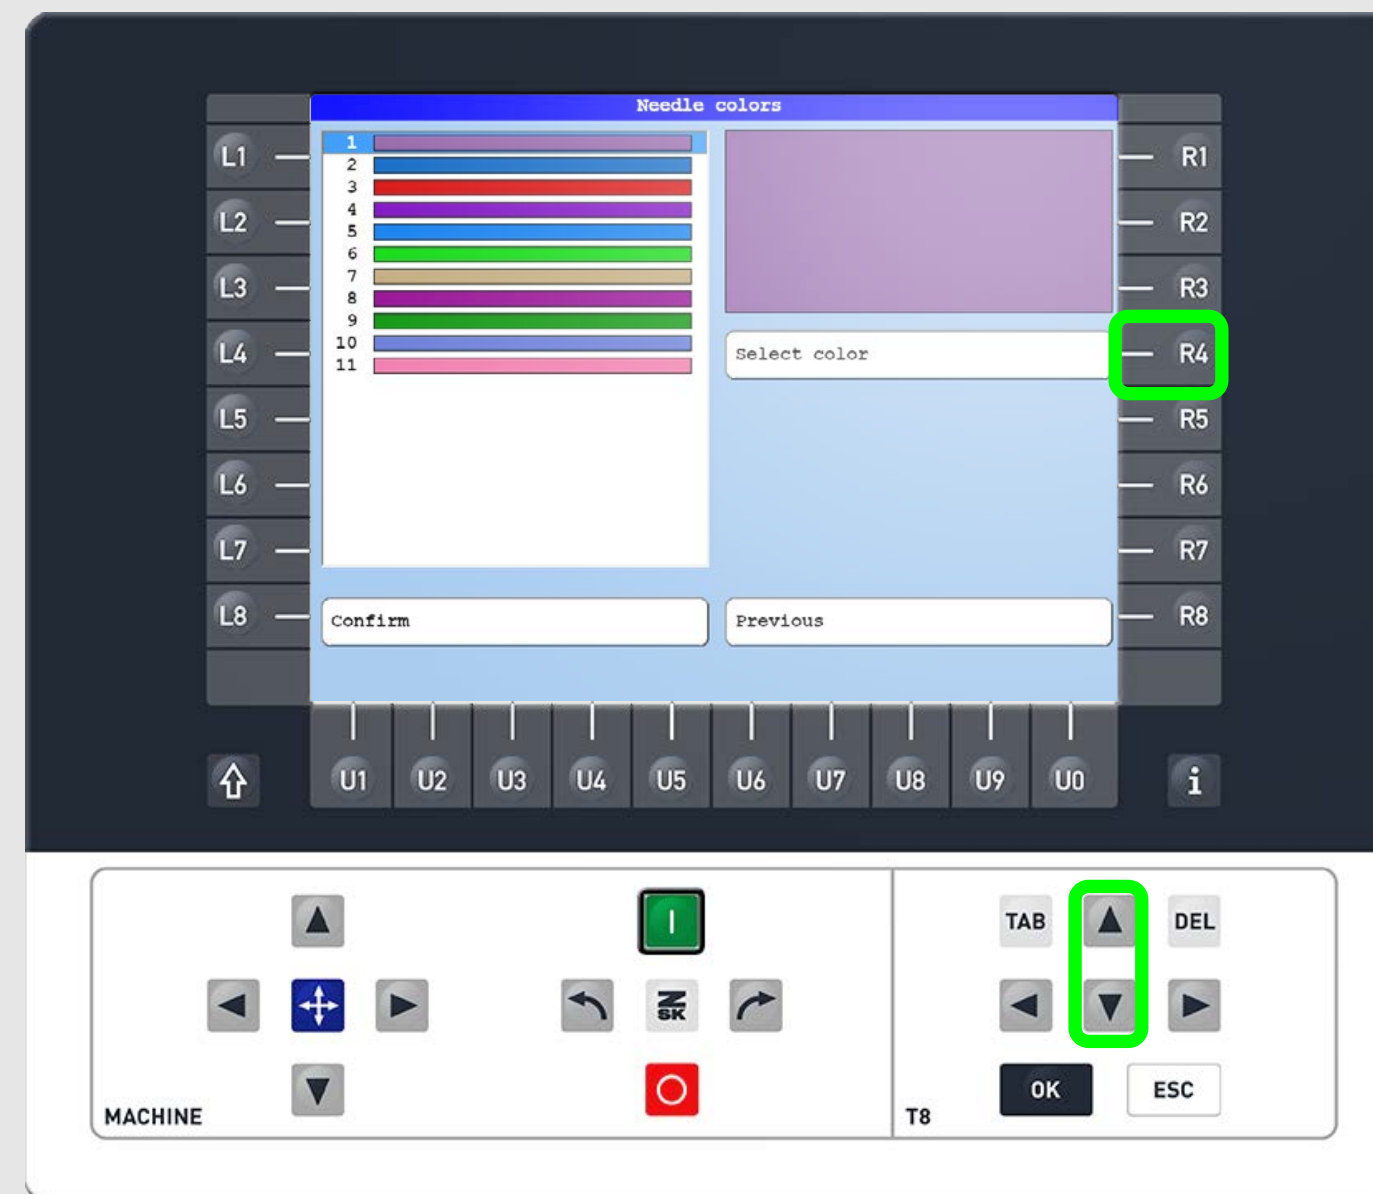 Needle colors
L1 1 R1
2
3
L2 4 R2
5
6
L3 7 R3
8
9
L4 10 Select color R4
11
L5 R5
L6 R6
L7 R7
L8 Confirm Previous R8
U1 U2 U3 U4 U5 U6 U7 U8 U9 U0 i
I TAB DEL
ZSK
OK ESC
MACHINE T8